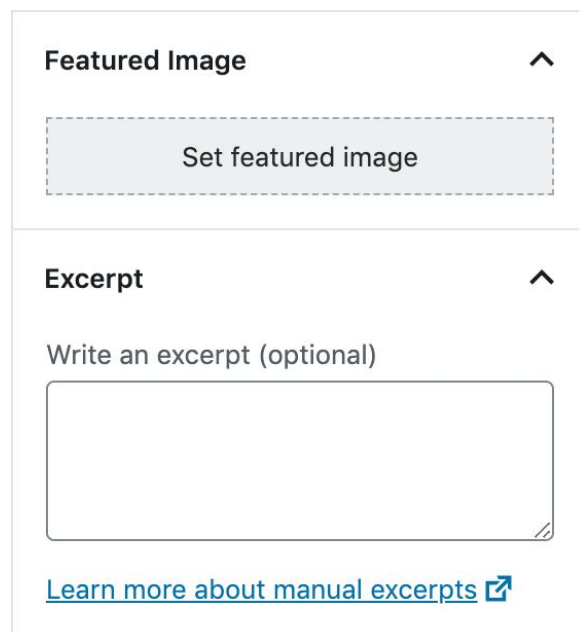 Featured Image
Set featured image
Excerpt
Write an excerpt (optional)
Learn more about manual excerpts